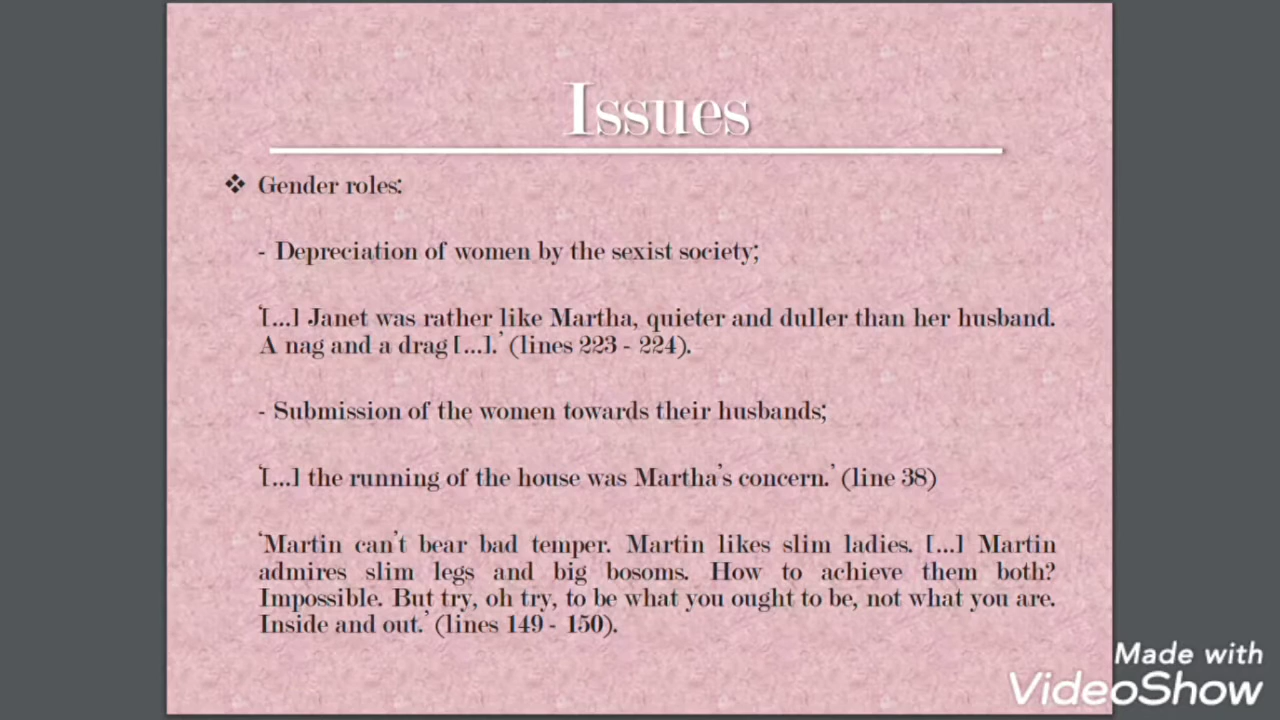 Issues
❖ Gender roles:
- Depreciation of women by the sexist society;
'[...] Janet was rather like Martha, quieter and duller than her husband.
A nag and a drag [...].' (lines 223 - 224).
- Submission of the women towards their husbands;
'[...] the running of the house was Martha's concern.' (line 38)
'Martin can't bear bad temper. Martin likes slim ladies. [...] Martin
admires slim legs and big bosoms. How to achieve them both?
Impossible. But try, oh try, to be what you ought to be, not what you are.
Inside and out.' (lines 149 - 150).
Made with
VideoShow